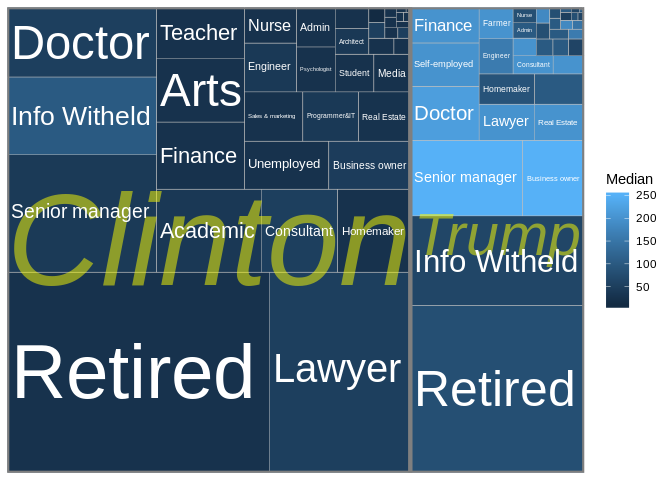 Doctor
Info Witheld
Senior manager
Teacher
Arts
Finance
Nurse
Engineer
Admin
Psychologist
Architect
Student
Media
Sales & marketing
Programmer&IT
Real Estate
Unemployed
Business owner
Academic
Consultant
Homemaker
Clinton
Retired
Lawyer
Finance
Self-employed
Doctor
Farmer
Nurse
Admin
Engineer
Consultant
Homemaker
Lawyer
Real Estate
Senior manager
Business owner
Trump
Info Witheld
Retired
Median
250
200
150
100
50